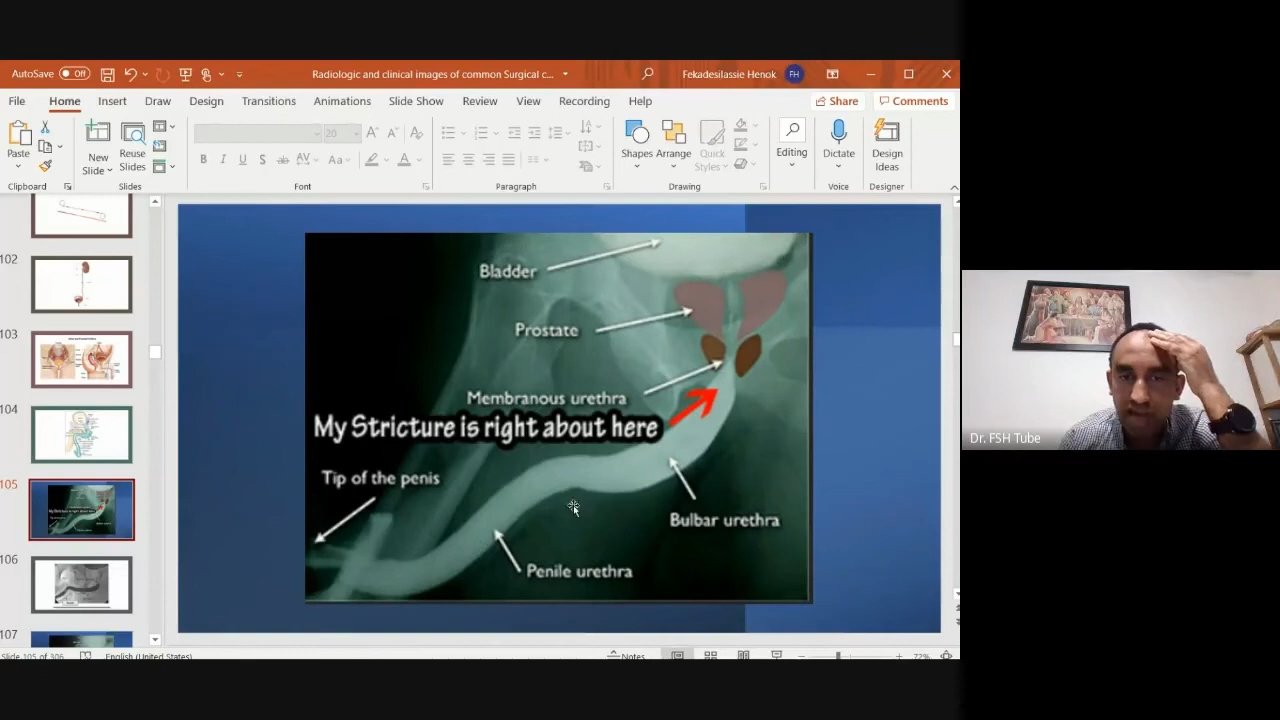 AutoSave Off
Radiologic and clinical images of common Surgical c...
Fekadesilassie Henok FH
File Home Insert Draw Design Transitions Animations Slide Show Review View Recording Help Share Comments
20
Paste
New Slide
Reuse Slides
B I U S ab AV Aa A
Shapes
Arrange
Quick Styles
Editing
Dictate
Design Ideas
Clipboard
Slides
Font
Paragraph
Drawing
Voice
Designer
102
103
104
105
106
107
Bladder
Prostate
Membranous urethra
My Stricture is right about here
Tip of the penis
Bulbar urethra
Penile urethra
Dr. FSH Tube
Slide 105 of 306
English (United States)
Notes
72%